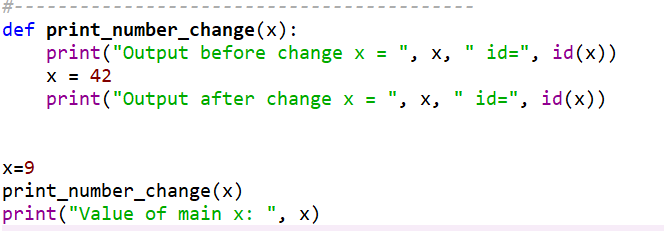 #------------------------------------------
def print_number_change(x):
    print("Output before change x = ", x, " id=", id(x))
    x = 42
    print("Output after change x = ", x, " id=", id(x))
x=9
print_number_change(x)
print("Value of main x: ", x)